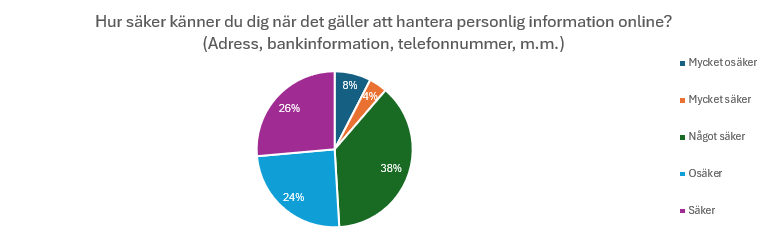 Hur säker känner du dig när det gäller att hantera personlig information online?
(Adress, bankinformation, telefonnummer, m.m.)
Mycket osäker
Mycket säker
Något säker
Osäker
Säker
8%
4%
38%
24%
26%